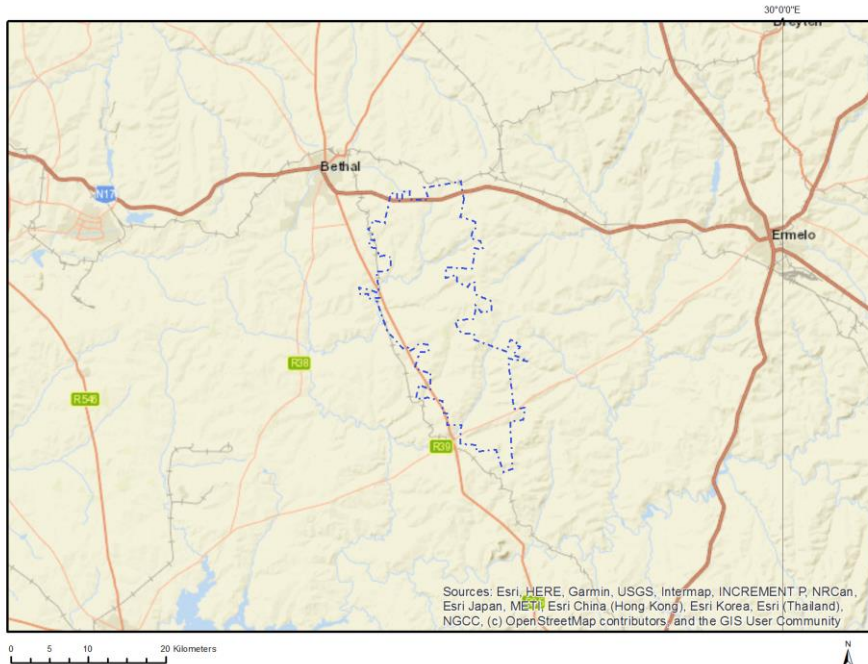 30°0'0"E
Breyten
Bethal
N17
Ermelo
R38
R546
R39
Sources: Esri, HERE, Garmin, USGS, Intermap, INCREMENT P, NRCan,
Esri Japan, METI, Esri China (Hong Kong), Esri Korea, Esri (Thailand),
NGCC, (c) OpenStreetMap contributors, and the GIS User Community
0 5 10 20 Kilometers
N